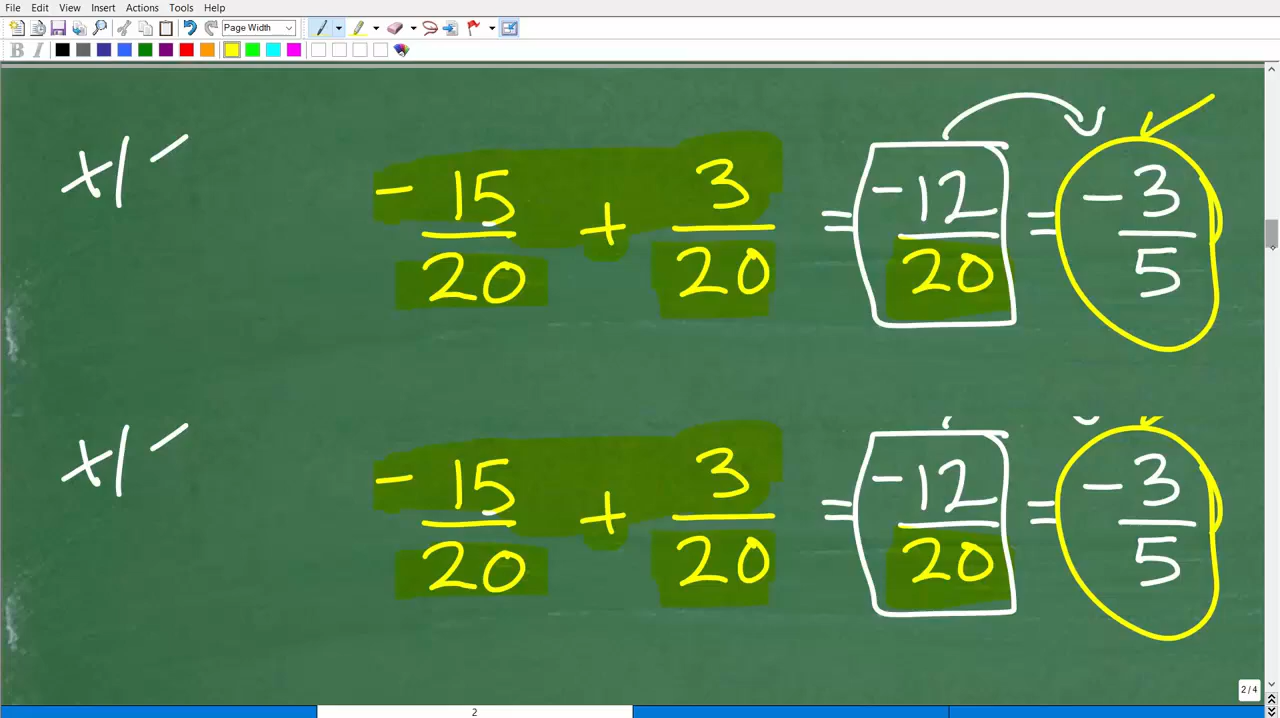 File Edit View Insert Actions Tools Help
Page Width
B I
+/-
-15/20 + 3/20 = -12/20 = -3/5
+/-
-15/20 + 3/20 = -12/20 = -3/5
2/4
2